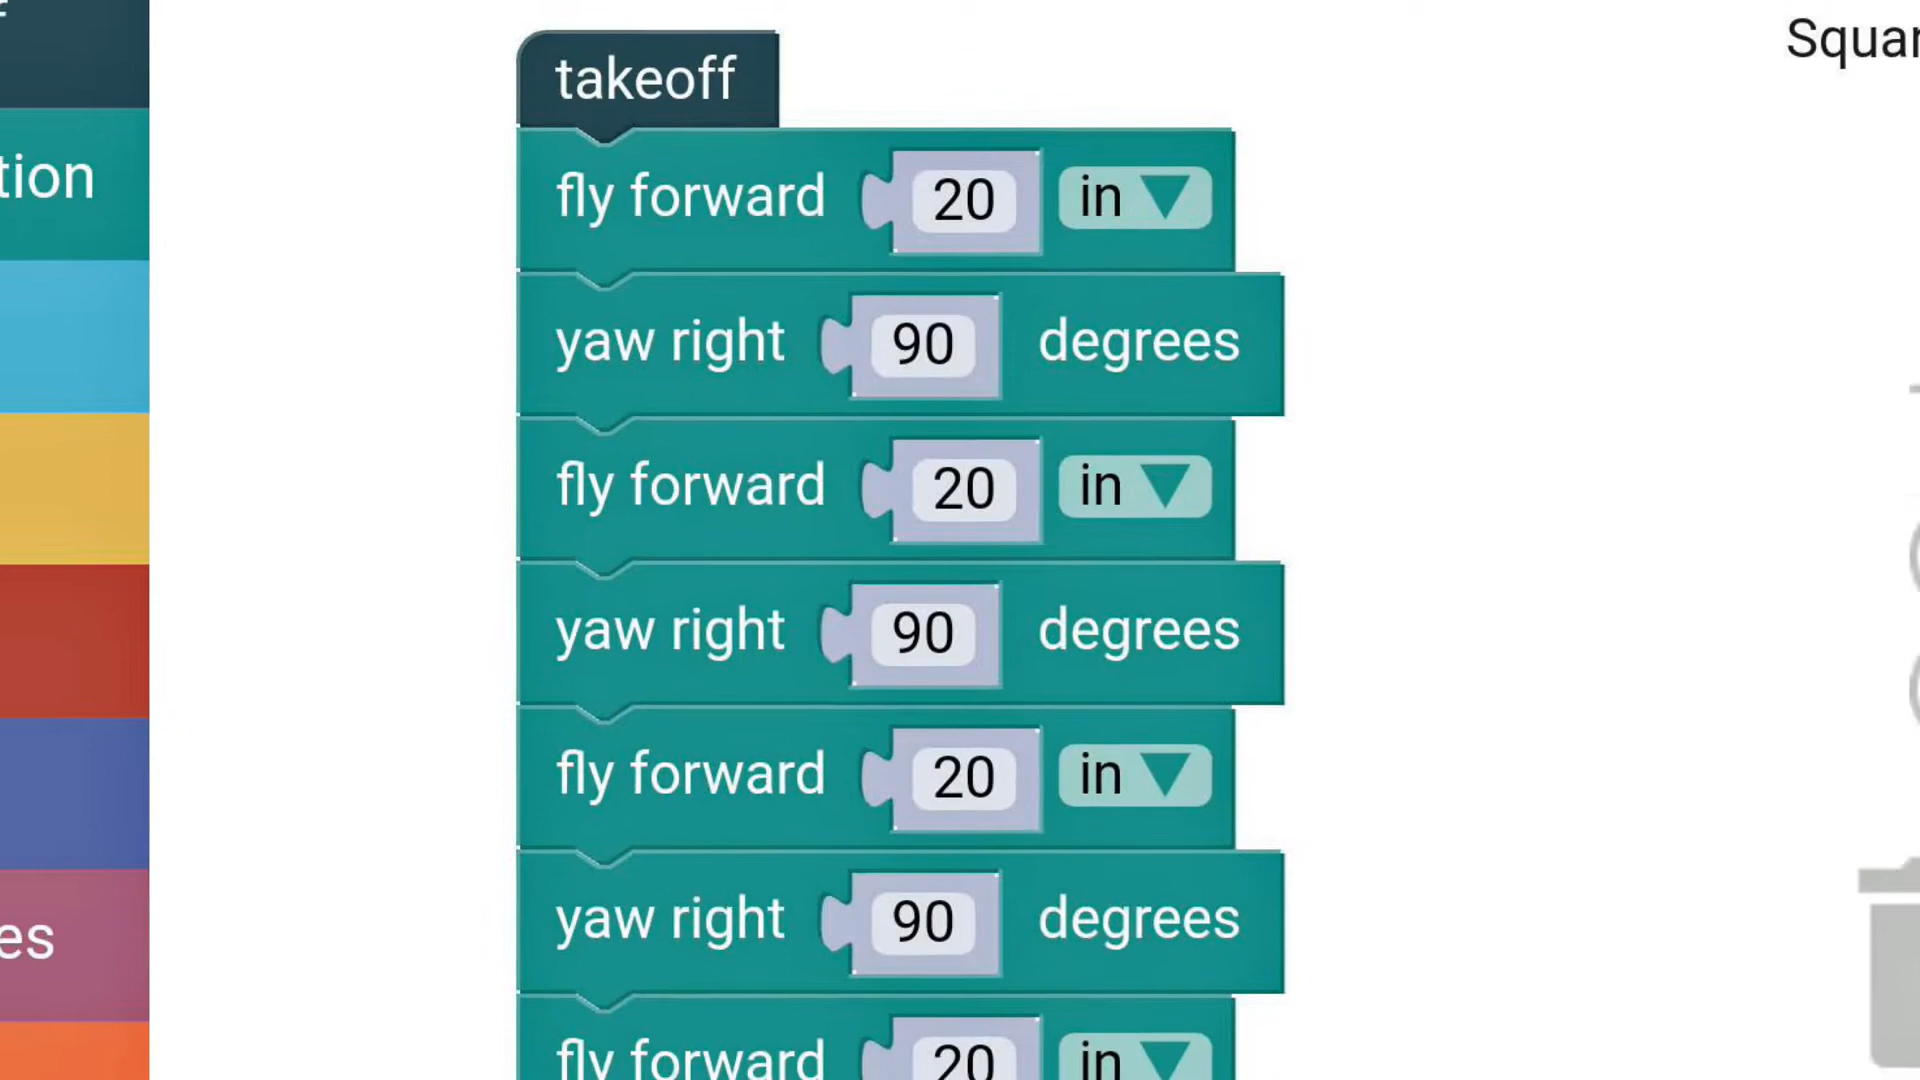 takeoff
Squar
fly forward 20 in
tion
yaw right 90 degrees
fly forward 20 in
yaw right 90 degrees
fly forward 20 in
yaw right 90 degrees
es
fly forward 20 in